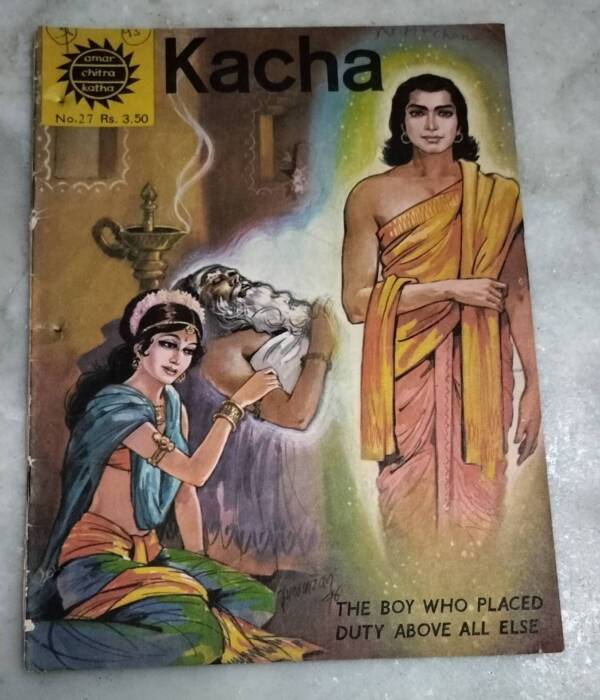 amar
chitra
katha
No.27 Rs. 3.50
Kacha
THE BOY WHO PLACED
DUTY ABOVE ALL ELSE